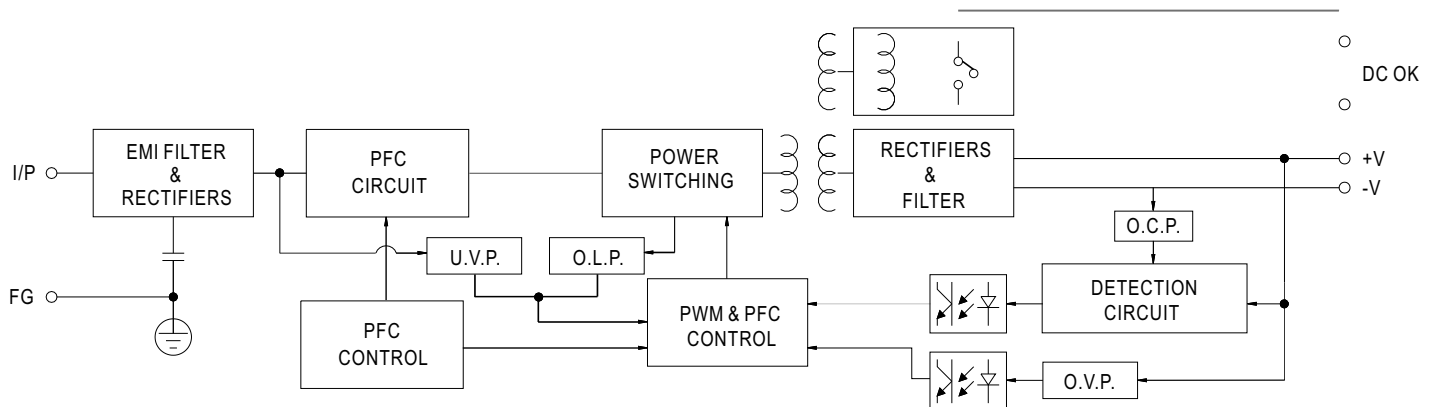 DC OK
I/P
EMI FILTER
&
RECTIFIERS
PFC
CIRCUIT
POWER
SWITCHING
RECTIFIERS
&
FILTER
+V
-V
O.C.P.
U.V.P.
O.L.P.
FG
PFC
CONTROL
PWM & PFC
CONTROL
DETECTION
CIRCUIT
O.V.P.